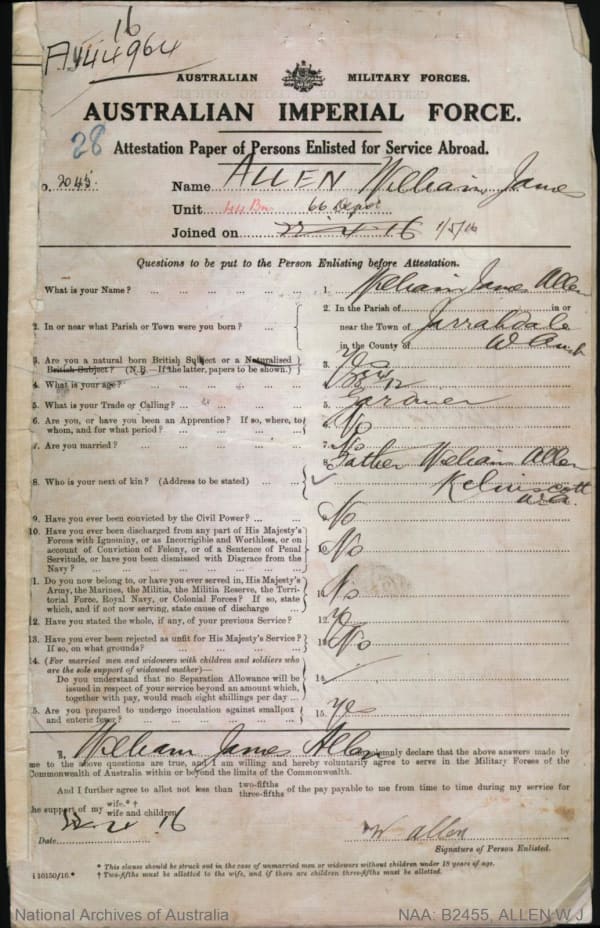 16
A44964
AUSTRALIAN MILITARY FORCES.
AUSTRALIAN IMPERIAL FORCE.
28
Attestation Paper of Persons Enlisted for Service Abroad.
o. 2045. Name ALLEN William James
Unit 44 Bn 66 Depot
Joined on 22 4 16 1/5/16
Questions to be put to the Person Enlisting before Attestation.
What is your Name? ... ... ... ... ... 1. William James Allen
2. In or near what Parish or Town were you born? ... 2. In the Parish of in or
near the Town of Jarrahdale
in the County of W Aust
3. Are you a natural born British Subject or a Naturalised
British Subject? (N.B.—If the latter, papers to be shown.) 3.
4. What is your age? ... 4.
5. What is your Trade or Calling? ... 5. Gardener
6. Are you, or have you been an Apprentice? If so, where, to
whom, and for what period? ... 6. No
7. Are you married? ... 7. No
8. Who is your next of kin? (Address to be stated) ... 8. Father William Allen
Kelmscott
W.A.
9. Have you ever been convicted by the Civil Power? ... 9. No
10. Have you ever been discharged from any part of His Majesty's
Forces with Ignominy, or as Incorrigible and Worthless, or on
account of Conviction of Felony, or of a Sentence of Penal
Servitude, or have you been dismissed with Disgrace from the
Navy? ... 10. No
1. Do you now belong to, or have you ever served in, His Majesty's
Army, the Marines, the Militia, the Militia Reserve, the Terri-
torial Force, Royal Navy, or Colonial Forces? If so, state
which, and if not now serving, state cause of discharge ... 11. No
12. Have you stated the whole, if any, of your previous Service? 12. Yes
13. Have you ever been rejected as unfit for His Majesty's Service?
If so, on what grounds? ... 13. No
14. (For married men and widowers with children and soldiers who
are the sole support of widowed mother)—
Do you understand that no Separation Allowance will be
issued in respect of your service beyond an amount which,
together with pay, would reach eight shillings per day ... 14.
5. Are you prepared to undergo inoculation against smallpox
and enteric fever? ... 15. Yes
I, William James Allen solemnly declare that the above answers made by
me to the above questions are true, and I am willing and hereby voluntarily agree to serve in the Military Forces of the
Commonwealth of Australia within or beyond the limits of the Commonwealth.
And I further agree to allot not less than two-fifths three-fifths of the pay payable to me from time to time during my service for
the support of my wife.* † wife and children
Date 22 4 16
W Allen
Signature of Person Enlisted.
* This clause should be struck out in the case of unmarried men or widowers without children under 18 years of age.
† Two-fifths must be allotted to the wife, and if there are children three-fifths must be allotted.
10150/16.*
National Archives of Australia NAA: B2455, ALLEN W J